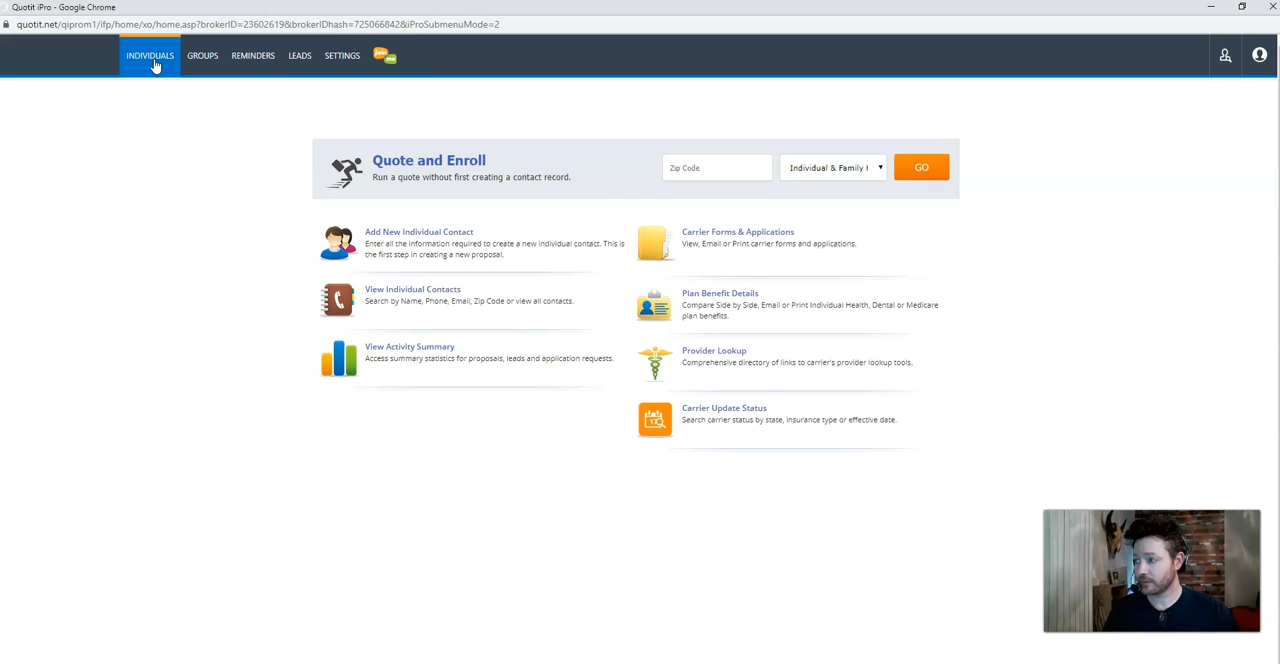 Quotit iPro - Google Chrome
quotit.net/qiprom1/ifp/home/xo/home.asp?brokerID=23602619&brokerIDhash=725066842&iProSubmenuMode=2
INDIVIDUALS GROUPS REMINDERS LEADS SETTINGS join me
Quote and Enroll
Run a quote without first creating a contact record.
Zip Code
Individual & Family
GO
Add New Individual Contact
Enter all the information required to create a new individual contact. This is
the first step in creating a new proposal.
View Individual Contacts
Search by Name, Phone, Email, Zip Code or view all contacts.
View Activity Summary
Access summary statistics for proposals, leads and application requests.
Carrier Forms & Applications
View, Email or Print carrier forms and applications.
Plan Benefit Details
Compare Side by Side, Email or Print Individual Health, Dental or Medicare
plan benefits.
Provider Lookup
Comprehensive directory of links to carrier's provider lookup tools.
Carrier Update Status
Search carrier status by state, insurance type or effective date.